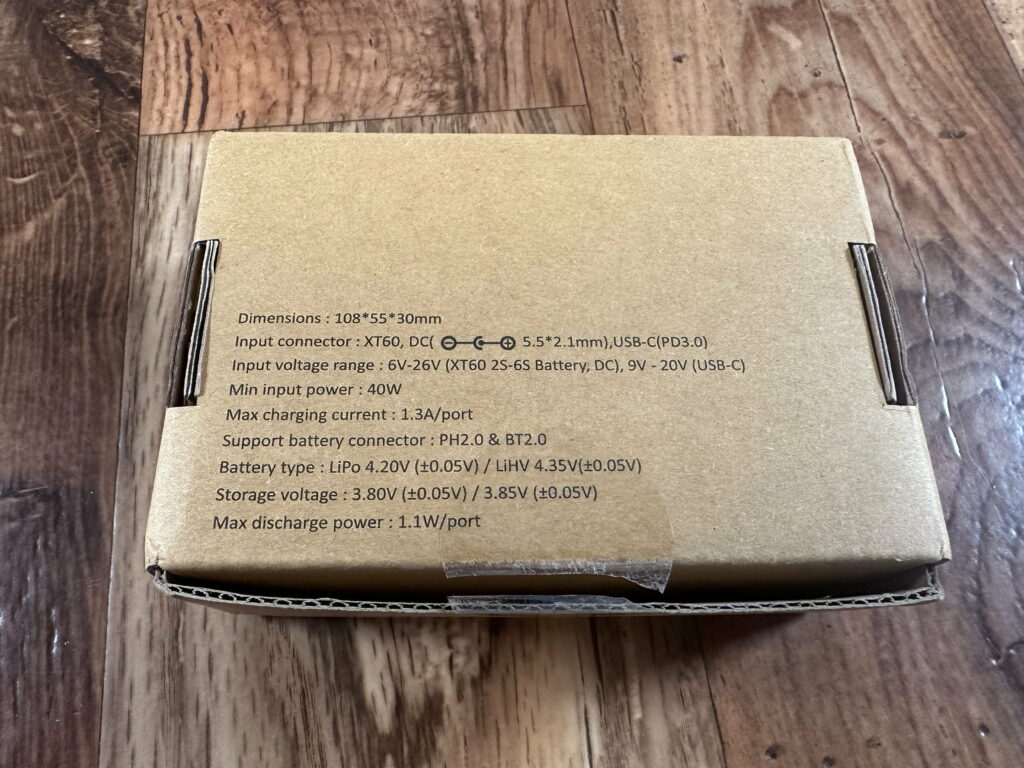 Dimensions : 108*55*30mm
Input connector : XT60, DC( 5.5*2.1mm),USB-C(PD3.0)
Input voltage range : 6V-26V (XT60 2S-6S Battery, DC), 9V - 20V (USB-C)
Min input power : 40W
Max charging current : 1.3A/port
Support battery connector : PH2.0 & BT2.0
Battery type : LiPo 4.20V (±0.05V) / LiHV 4.35V(±0.05V)
Storage voltage : 3.80V (±0.05V) / 3.85V (±0.05V)
Max discharge power : 1.1W/port